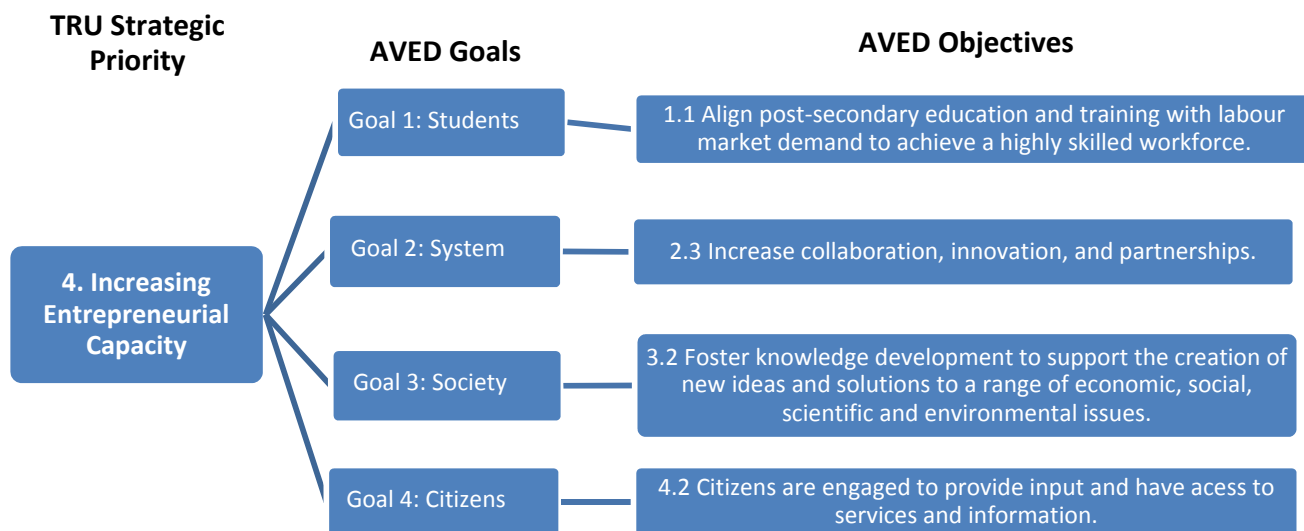 TRU Strategic
Priority
AVED Goals
AVED Objectives
4. Increasing
Entrepreneurial
Capacity
Goal 1: Students
1.1 Align post-secondary education and training with labour
market demand to achieve a highly skilled workforce.
Goal 2: System
2.3 Increase collaboration, innovation, and partnerships.
Goal 3: Society
3.2 Foster knowledge development to support the creation of
new ideas and solutions to a range of economic, social,
scientific and environmental issues.
Goal 4: Citizens
4.2 Citizens are engaged to provide input and have acess to
services and information.